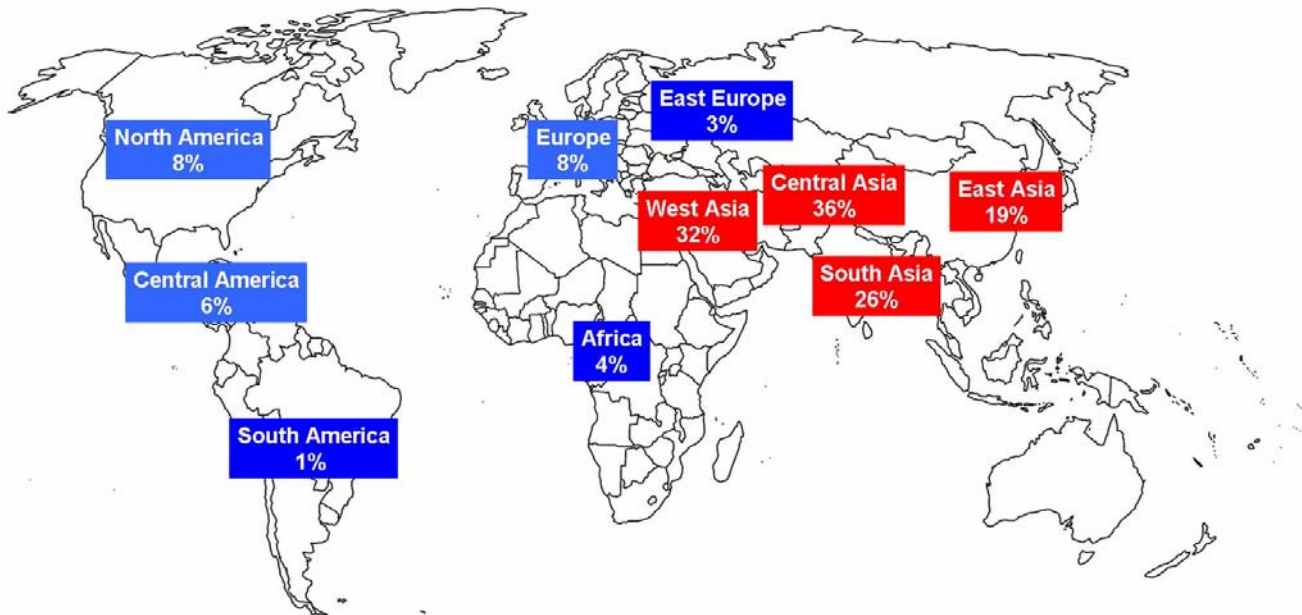 East Europe
3%
North America
8%
Europe
8%
Central Asia
36%
East Asia
19%
West Asia
32%
Central America
6%
South Asia
26%
Africa
4%
South America
1%